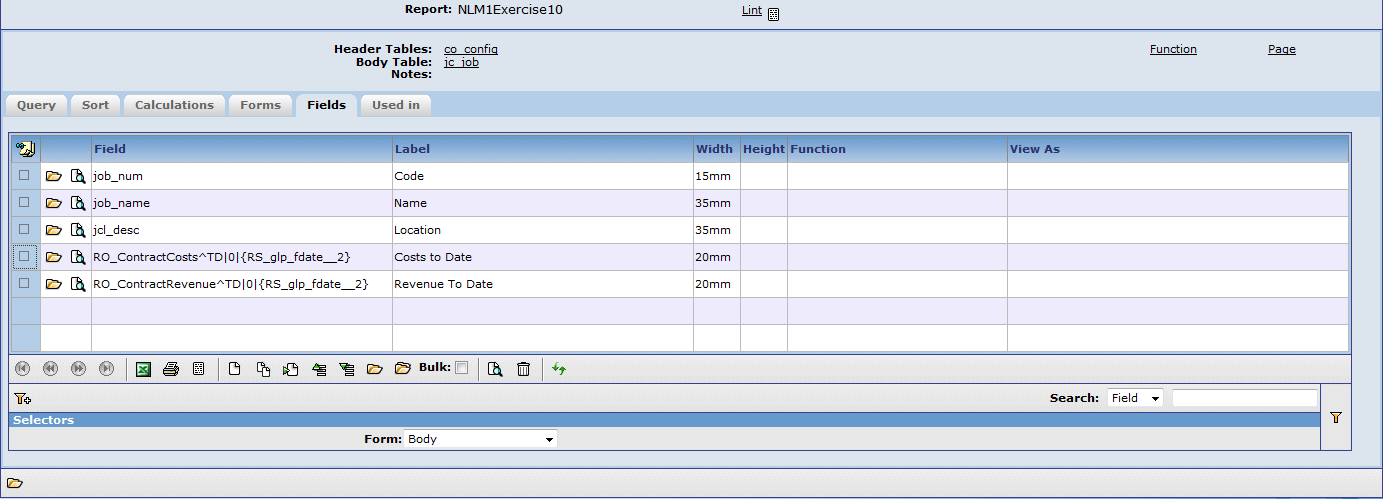 Report: NLM1Exercise10 Lint
Header Tables: co_config Function Page
Body Table: jc_job
Notes:
Query Sort Calculations Forms Fields Used in
Field Label Width Height Function View As
job_num Code 15mm
job_name Name 35mm
jcl_desc Location 35mm
RO_ContractCosts^TD|0|{RS_glp_fdate__2} Costs to Date 20mm
RO_ContractRevenue^TD|0|{RS_glp_fdate__2} Revenue To Date 20mm
Bulk:
Search: Field
Selectors
Form: Body